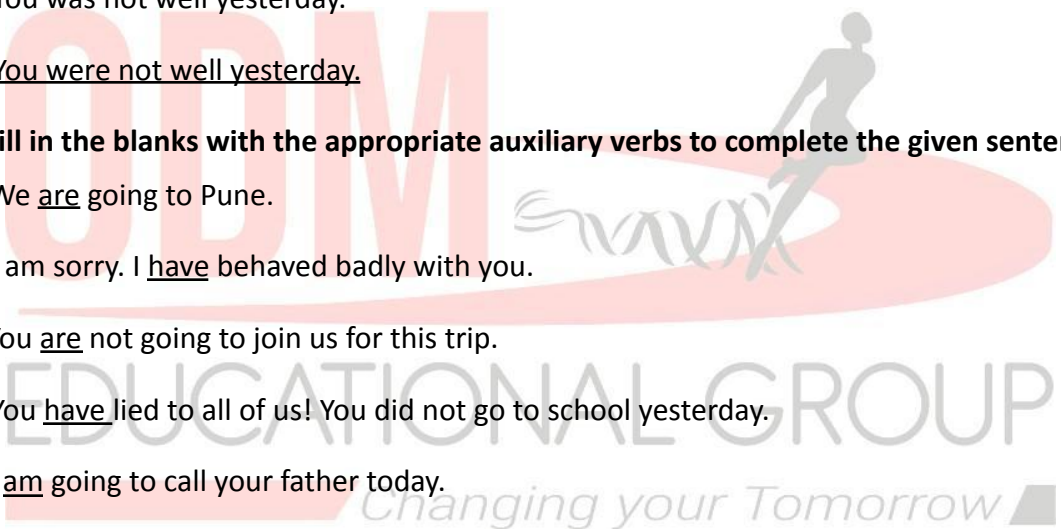 You was not well yesterday.
You were not well yesterday.
ill in the blanks with the appropriate auxiliary verbs to complete the given senten
We are going to Pune.
am sorry. I have behaved badly with you.
You are not going to join us for this trip.
You have lied to all of us! You did not go to school yesterday.
am going to call your father today.
ODM
EDUCATIONAL GROUP
Changing your Tomorrow